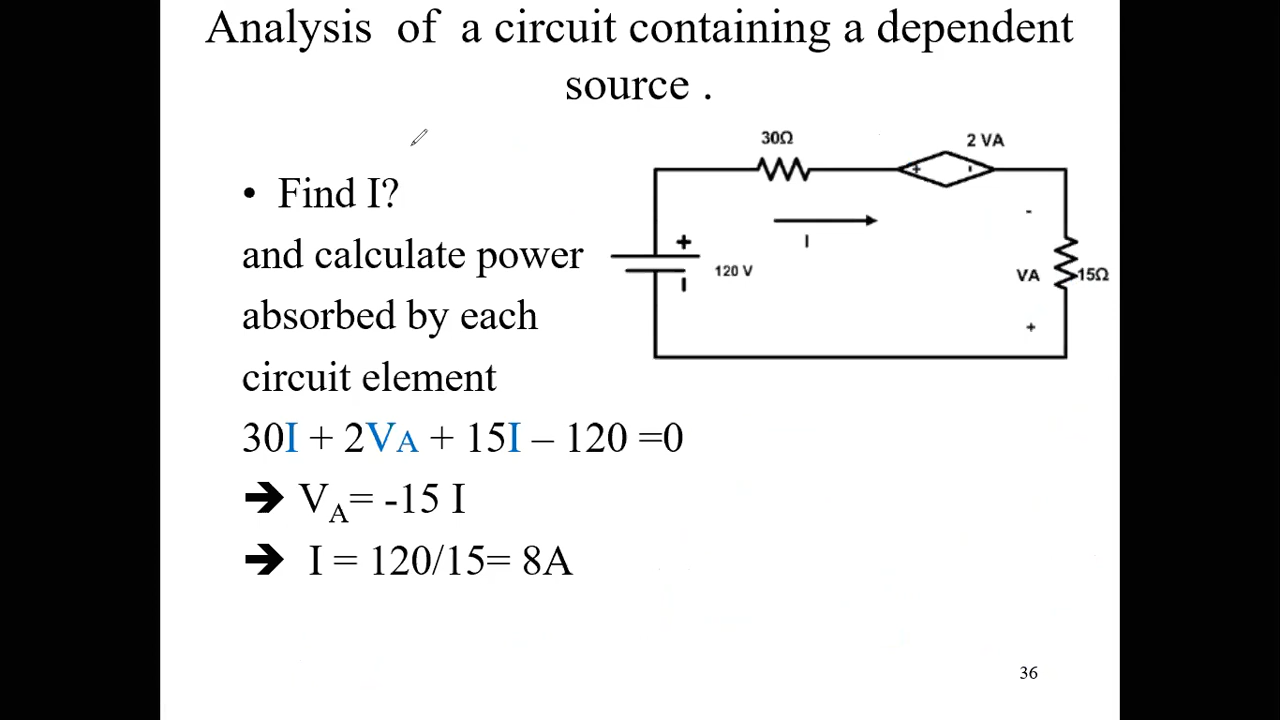 Analysis of a circuit containing a dependent
source .
• Find I?
and calculate power
absorbed by each
circuit element
30I + 2VA + 15I – 120 =0
➔ VA= -15 I
➔ I = 120/15= 8A
30Ω
2 VA
+
-
I
+
120 V
-
-
VA
15Ω
+
36